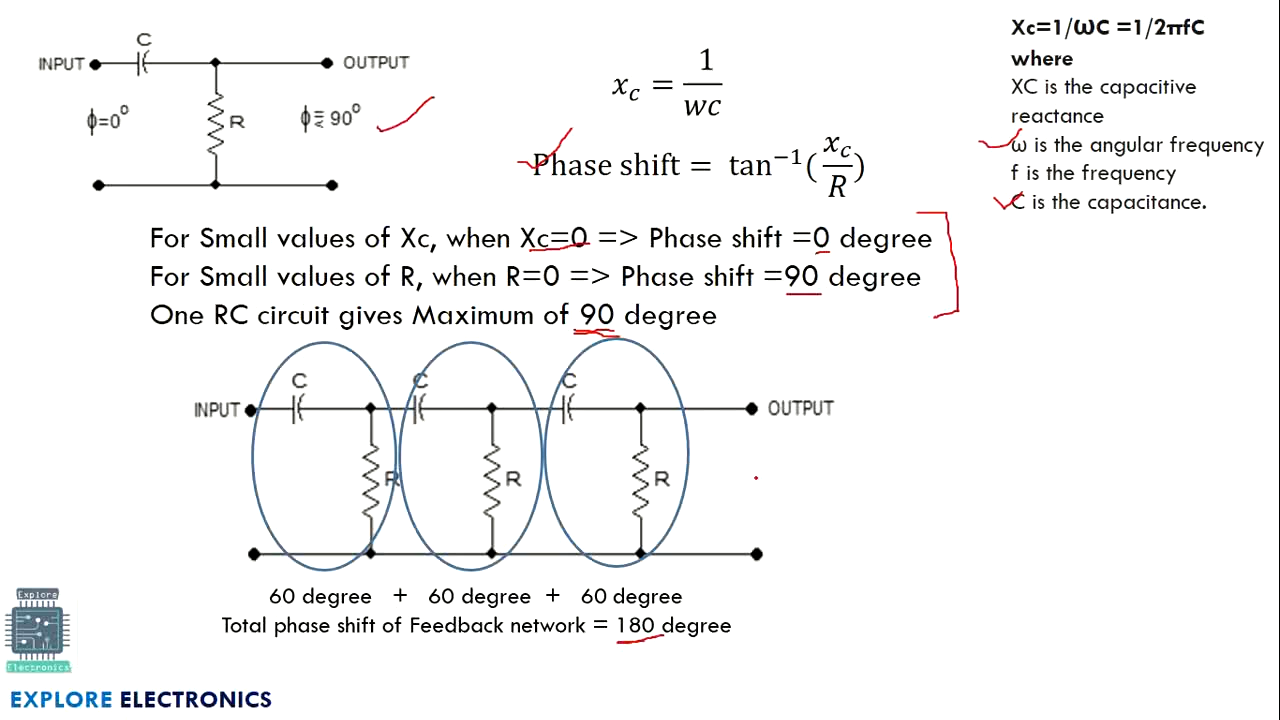 C
INPUT
OUTPUT
ϕ=0°
R
ϕ≅90°
x_c = 1/wc
Phase shift = tan⁻¹(x_c/R)
Xc=1/ωC =1/2πfC
where
XC is the capacitive
reactance
ω is the angular frequency
f is the frequency
C is the capacitance.
For Small values of Xc, when Xc=0 => Phase shift =0 degree
For Small values of R, when R=0 => Phase shift =90 degree
One RC circuit gives Maximum of 90 degree
C C C
INPUT
OUTPUT
R R R
60 degree + 60 degree + 60 degree
Total phase shift of Feedback network = 180 degree
Explore
Electronics
EXPLORE ELECTRONICS